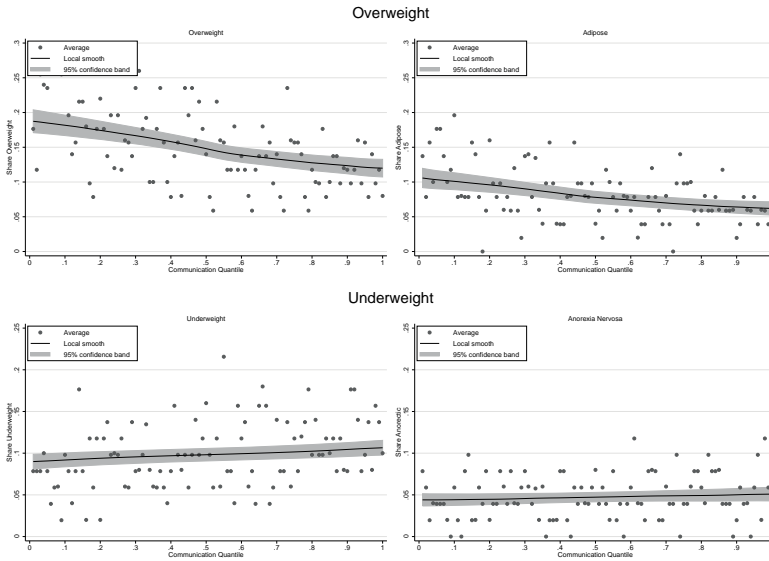 Overweight
Overweight
Average
Local smooth
95% confidence band
Share Overweight
0 .05 .1 .15 .2 .25 .3
0 .1 .2 .3 .4 .5 .6 .7 .8 .9 1
Communication Quantile
Adipose
Average
Local smooth
95% confidence band
Share Adipose
0 .05 .1 .15 .2 .25 .3
0 .1 .2 .3 .4 .5 .6 .7 .8 .9
Communication Quantile
Underweight
Underweight
Average
Local smooth
95% confidence band
Share Underweight
0 .05 .1 .15 .2 .25
0 .1 .2 .3 .4 .5 .6 .7 .8 .9 1
Communication Quantile
Anorexia Nervosa
Average
Local smooth
95% confidence band
Share Anorectic
0 .05 .1 .15 .2 .25
0 .1 .2 .3 .4 .5 .6 .7 .8 .9
Communication Quantile